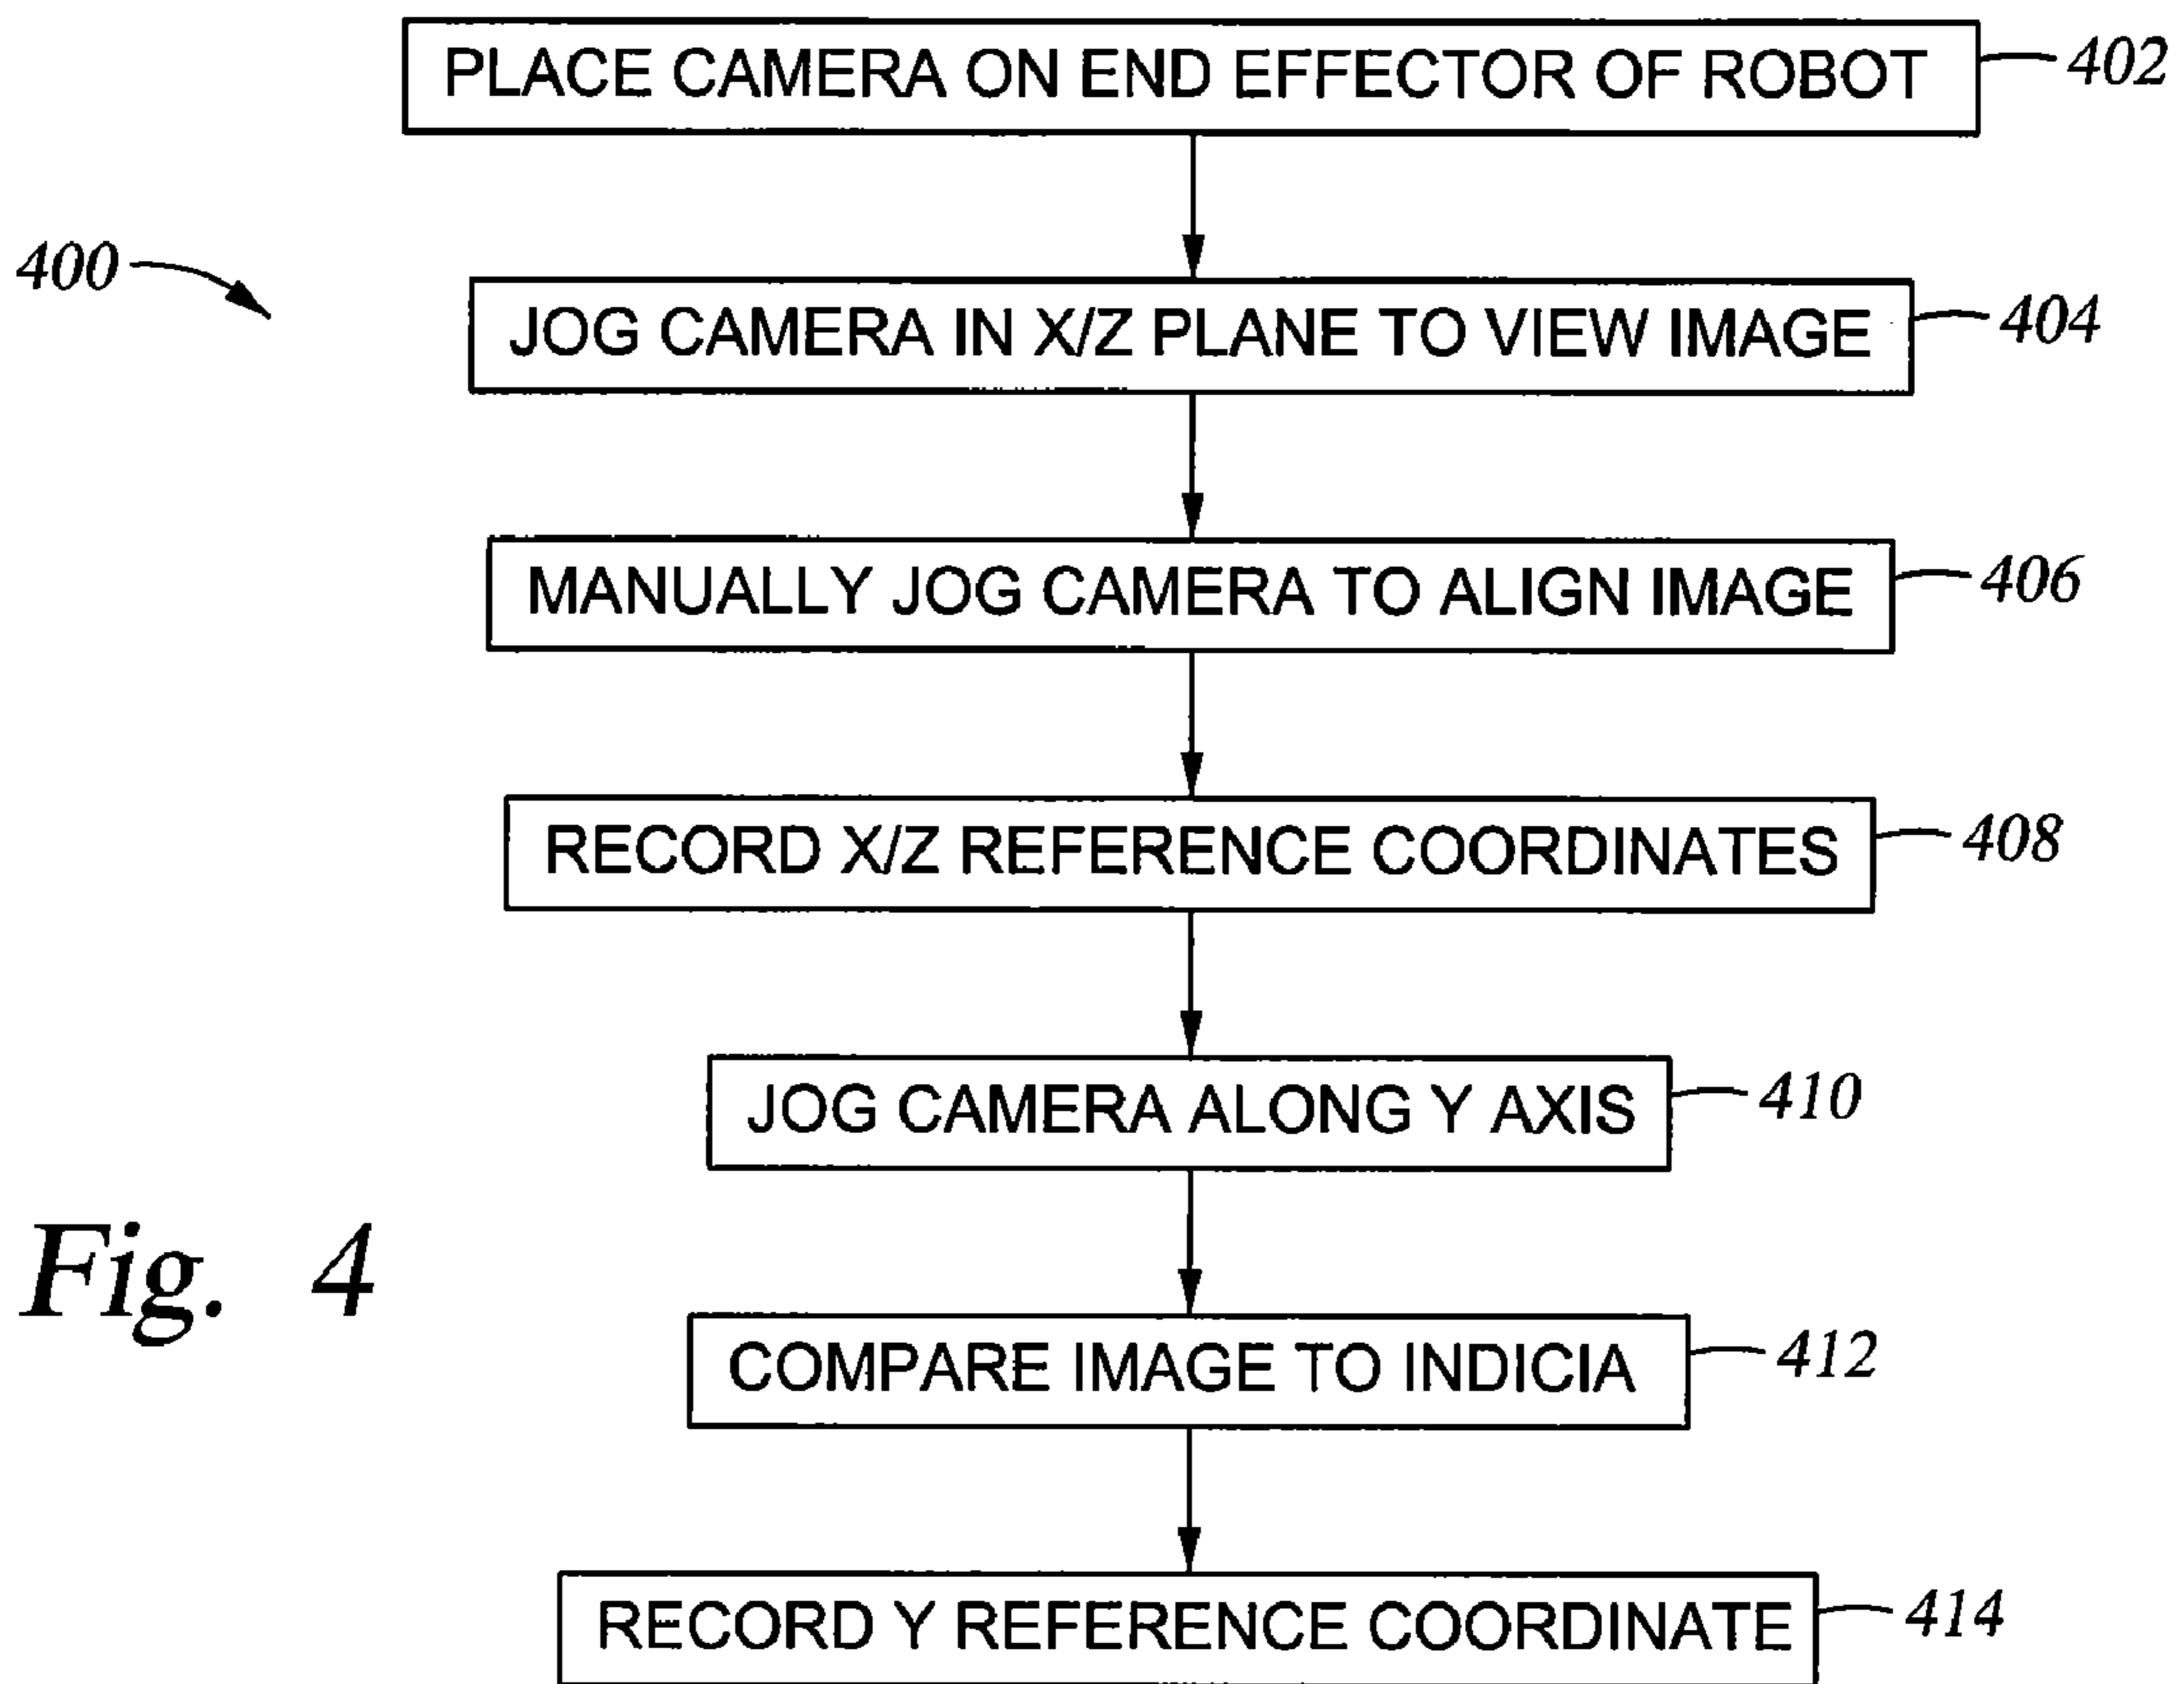 PLACE CAMERA ON END EFFECTOR OF ROBOT 402
400
JOG CAMERA IN X/Z PLANE TO VIEW IMAGE 404
MANUALLY JOG CAMERA TO ALIGN IMAGE 406
RECORD X/Z REFERENCE COORDINATES 408
JOG CAMERA ALONG Y AXIS 410
Fig. 4
COMPARE IMAGE TO INDICIA 412
RECORD Y REFERENCE COORDINATE 414